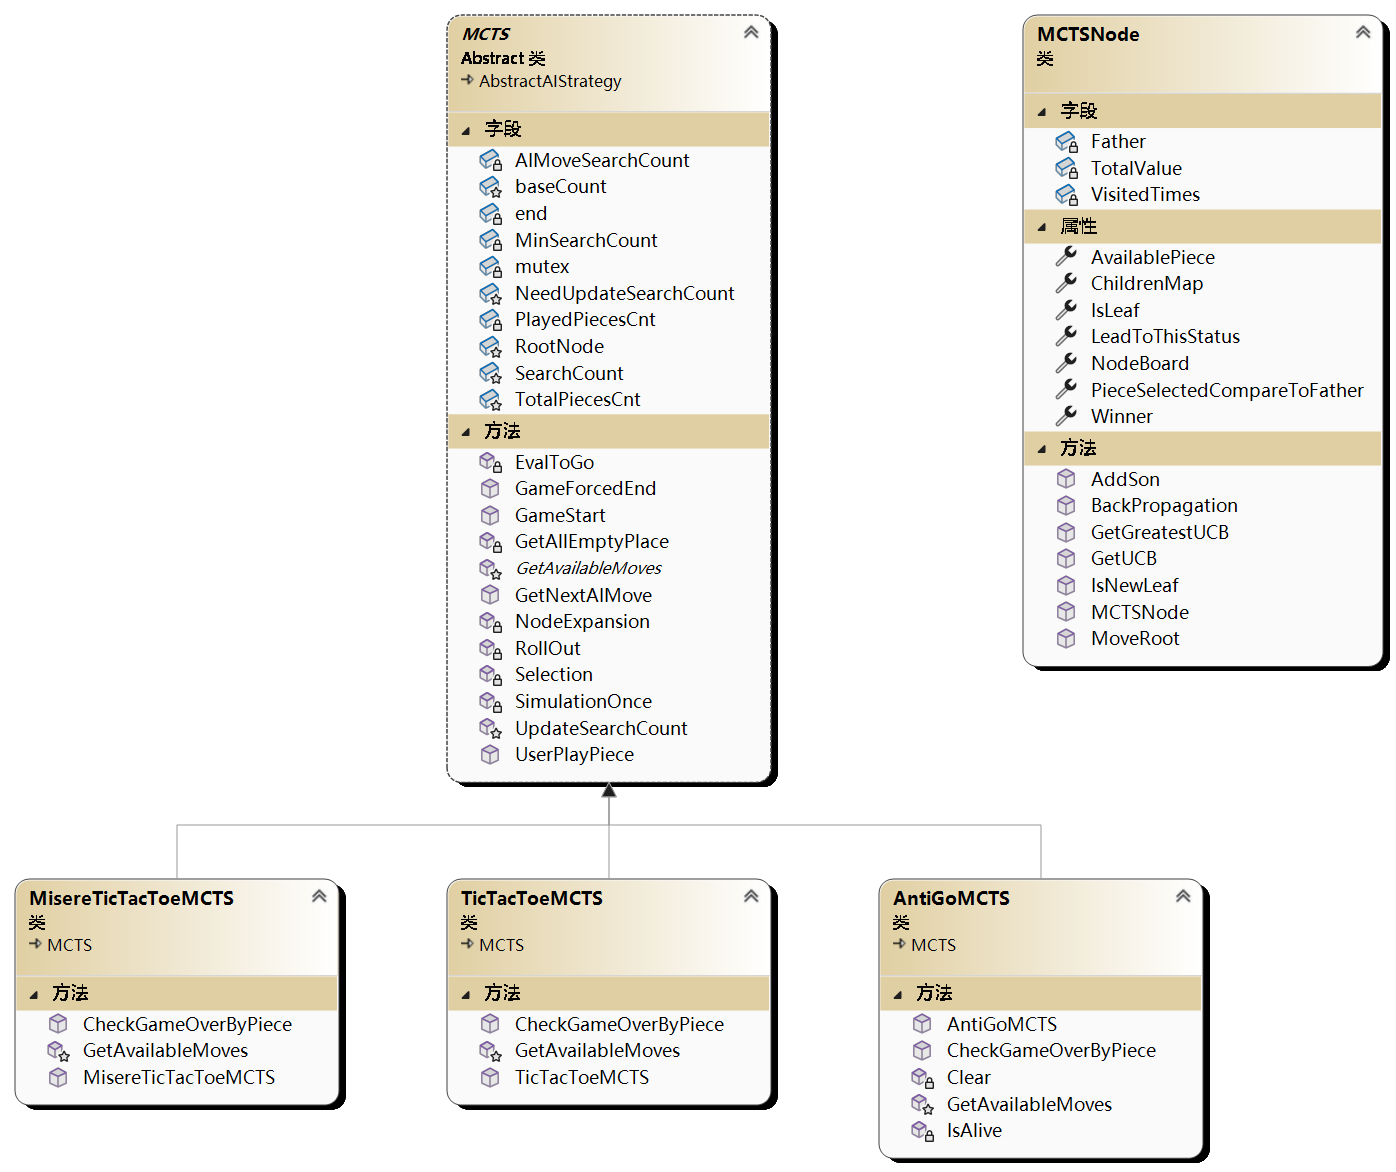 MCTS
Abstract 类
AbstractAIStrategy
字段
AIMoveSearchCount
baseCount
end
MinSearchCount
mutex
NeedUpdateSearchCount
PlayedPiecesCnt
RootNode
SearchCount
TotalPiecesCnt
方法
EvalToGo
GameForcedEnd
GameStart
GetAllEmptyPlace
GetAvailableMoves
GetNextAIMove
NodeExpansion
RollOut
Selection
SimulationOnce
UpdateSearchCount
UserPlayPiece
MCTSNode
类
字段
Father
TotalValue
VisitedTimes
属性
AvailablePiece
ChildrenMap
IsLeaf
LeadToThisStatus
NodeBoard
PieceSelectedCompareToFather
Winner
方法
AddSon
BackPropagation
GetGreatestUCB
GetUCB
IsNewLeaf
MCTSNode
MoveRoot
MisereTicTacToeMCTS
类
MCTS
方法
CheckGameOverByPiece
GetAvailableMoves
MisereTicTacToeMCTS
TicTacToeMCTS
类
MCTS
方法
CheckGameOverByPiece
GetAvailableMoves
TicTacToeMCTS
AntiGoMCTS
类
MCTS
方法
AntiGoMCTS
CheckGameOverByPiece
Clear
GetAvailableMoves
IsAlive